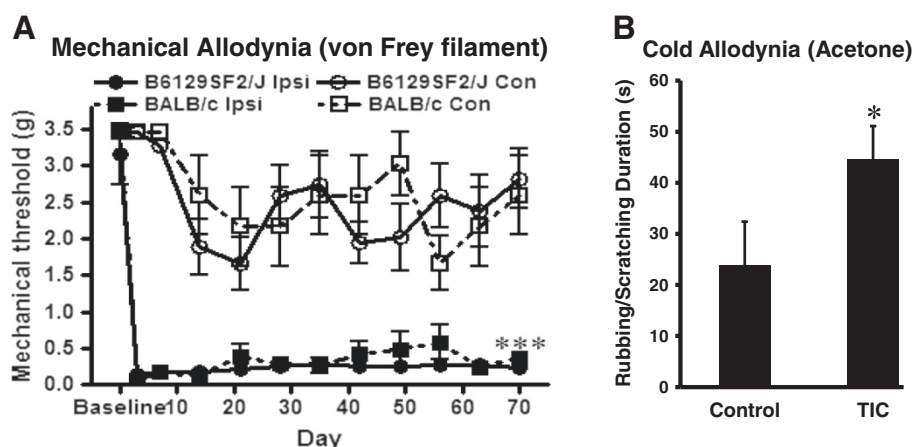 A
Mechanical Allodynia (von Frey filament)
B6129SF2/J Ipsi
B6129SF2/J Con
BALB/c Ipsi
BALB/c Con
Mechanical threshold (g)
3.5
3.0
2.5
2.0
1.5
1.0
0.5
0.0
***
Baseline 10 20 30 40 50 60 70
Day
B
Cold Allodynia (Acetone)
Rubbing/Scratching Duration (s)
60
50
40
30
20
10
0
*
Control TIC